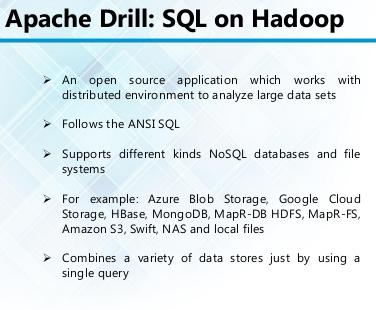 Apache Drill: SQL on Hadoop
➤ An open source application which works with
distributed environment to analyze large data sets
➤ Follows the ANSI SQL
➤ Supports different kinds NoSQL databases and file
systems
➤ For example: Azure Blob Storage, Google Cloud
Storage, HBase, MongoDB, MapR-DB HDFS, MapR-FS,
Amazon S3, Swift, NAS and local files
➤ Combines a variety of data stores just by using a
single query